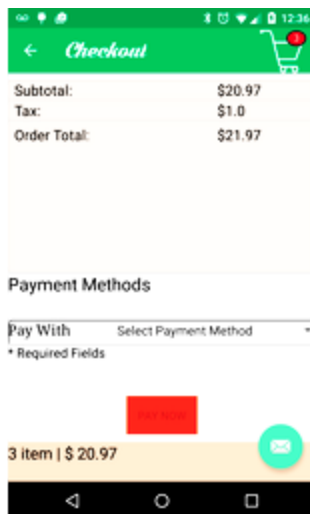 12:36
Checkout
3
Subtotal: $20.97
Tax: $1.0
Order Total: $21.97
Payment Methods
Pay With Select Payment Method
* Required Fields
PAY NOW
3 item | $ 20.97